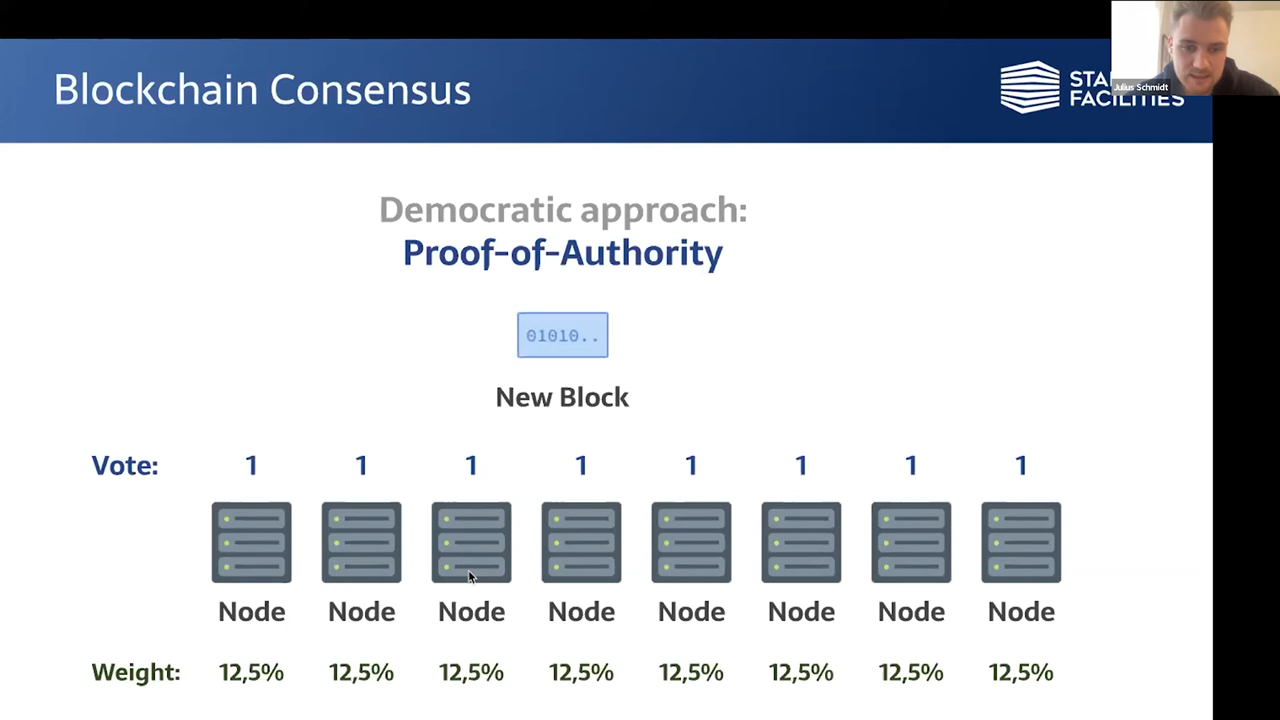 Blockchain Consensus
FACILITIES
Julius Schmidt
Democratic approach:
Proof-of-Authority
01010..
New Block
Vote: 1 1 1 1 1 1 1 1
Node Node Node Node Node Node Node Node
Weight: 12,5% 12,5% 12,5% 12,5% 12,5% 12,5% 12,5% 12,5%